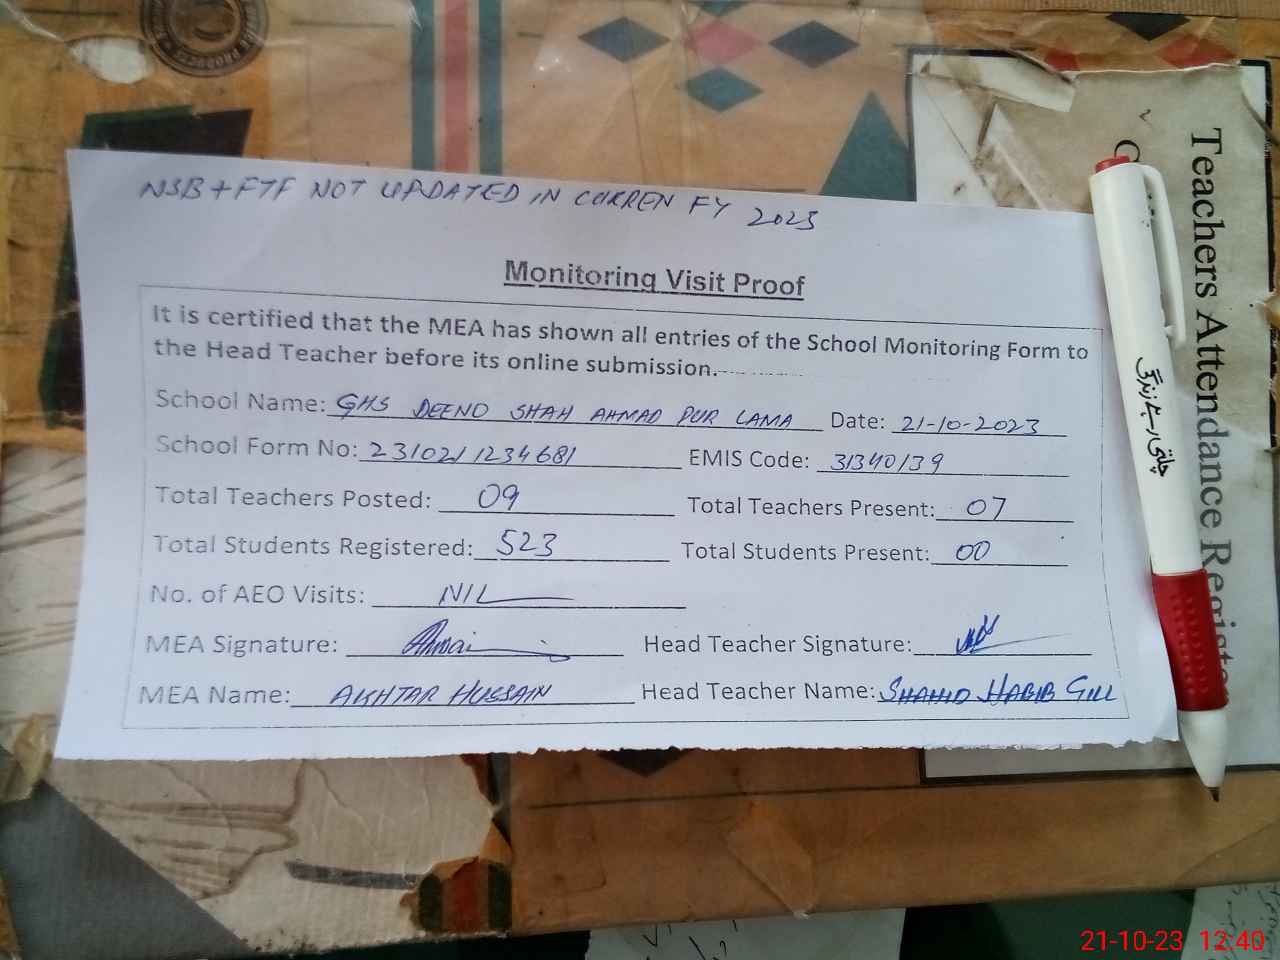 NSB + FTF NOT UPDATED IN CURREN FY 2023
Monitoring Visit Proof
It is certified that the MEA has shown all entries of the School Monitoring Form to
the Head Teacher before its online submission.
School Name: GHS DEENO SHAH AHMAD PUR LAMA Date: 21-10-2023
School Form No: 231021 1234681 EMIS Code: 31340139
Total Teachers Posted: 09 Total Teachers Present: 07
Total Students Registered: 523 Total Students Present: 00
No. of AEO Visits: NIL
MEA Signature: Head Teacher Signature:
MEA Name: AKHTAR HUSSAIN Head Teacher Name: SHAHID HABIB GILL
Teachers Attendance Register
21-10-23 12:40